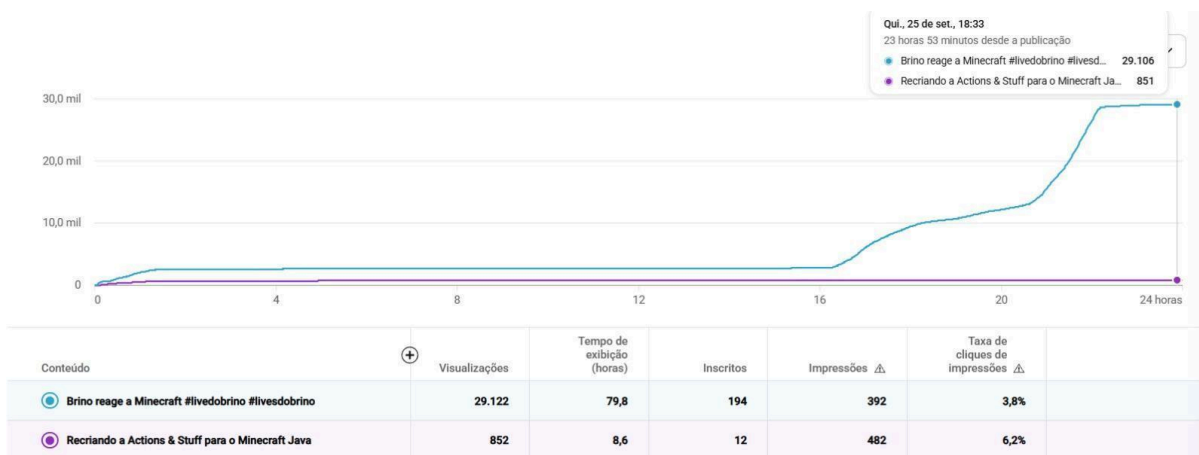 Qui., 25 de set., 18:33
23 horas 53 minutos desde a publicação
Brino reage a Minecraft #livedobrino #livesd... 29.106
Recriando a Actions & Stuff para o Minecraft Ja... 851
30,0 mil
20,0 mil
10,0 mil
0
0 4 8 12 16 20 24 horas
Conteúdo Visualizações Tempo de exibição (horas) Inscritos Impressões Taxa de cliques de impressões
Brino reage a Minecraft #livedobrino #livesdobrino 29.122 79,8 194 392 3,8%
Recriando a Actions & Stuff para o Minecraft Java 852 8,6 12 482 6,2%